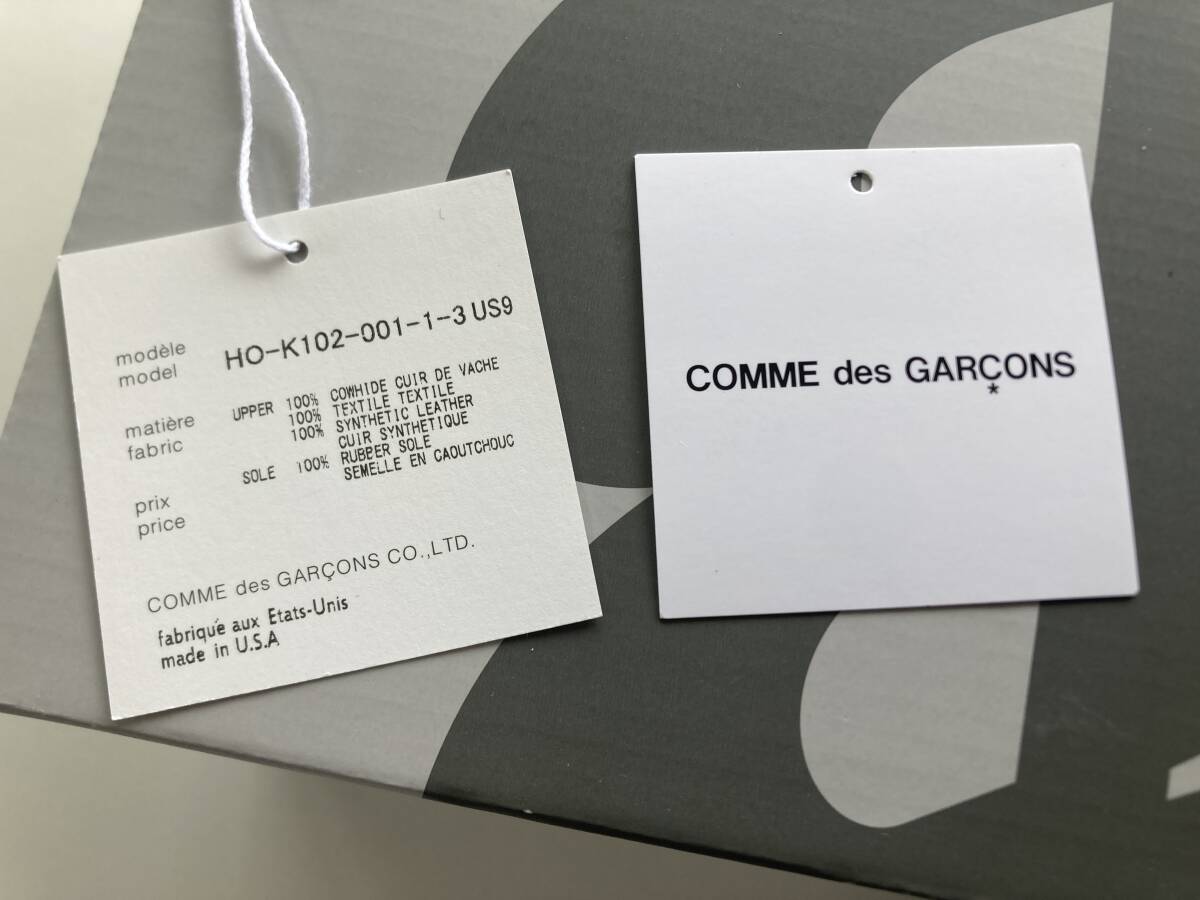 modèle
model
HO-K102-001-1-3 US9
matière
fabric
UPPER 100% COWHIDE CUIR DE VACHE
100% TEXTILE TEXTILE
100% SYNTHETIC LEATHER
CUIR SYNTHETIQUE
SOLE 100% RUBBER SOLE
SEMELLE EN CAOUTCHOUC
prix
price
COMME des GARÇONS CO.,LTD.
fabriqué aux Etats-Unis
made in U.S.A
COMME des GARÇONS
*